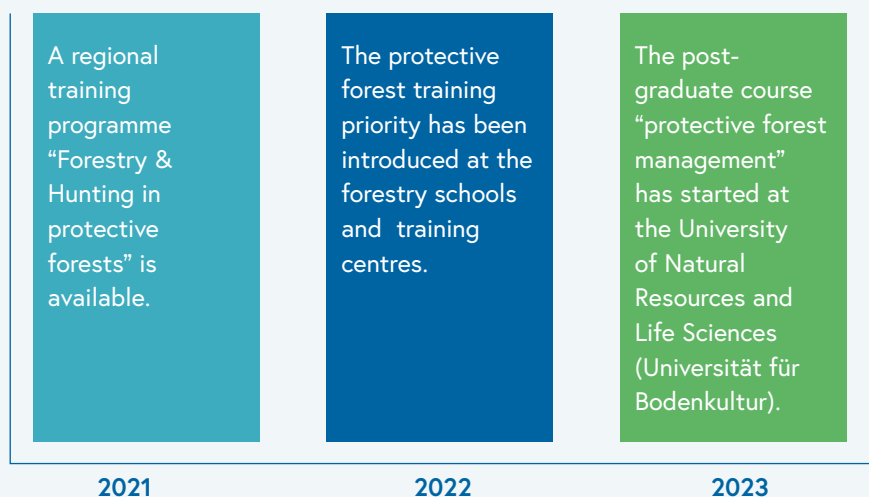 A regional
training
programme
“Forestry &
Hunting in
protective
forests” is
available.
The protective
forest training
priority has been
introduced at the
forestry schools
and training
centres.
The post-
graduate course
“protective forest
management”
has started at
the University
of Natural
Resources and
Life Sciences
(Universität für
Bodenkultur).
2021
2022
2023